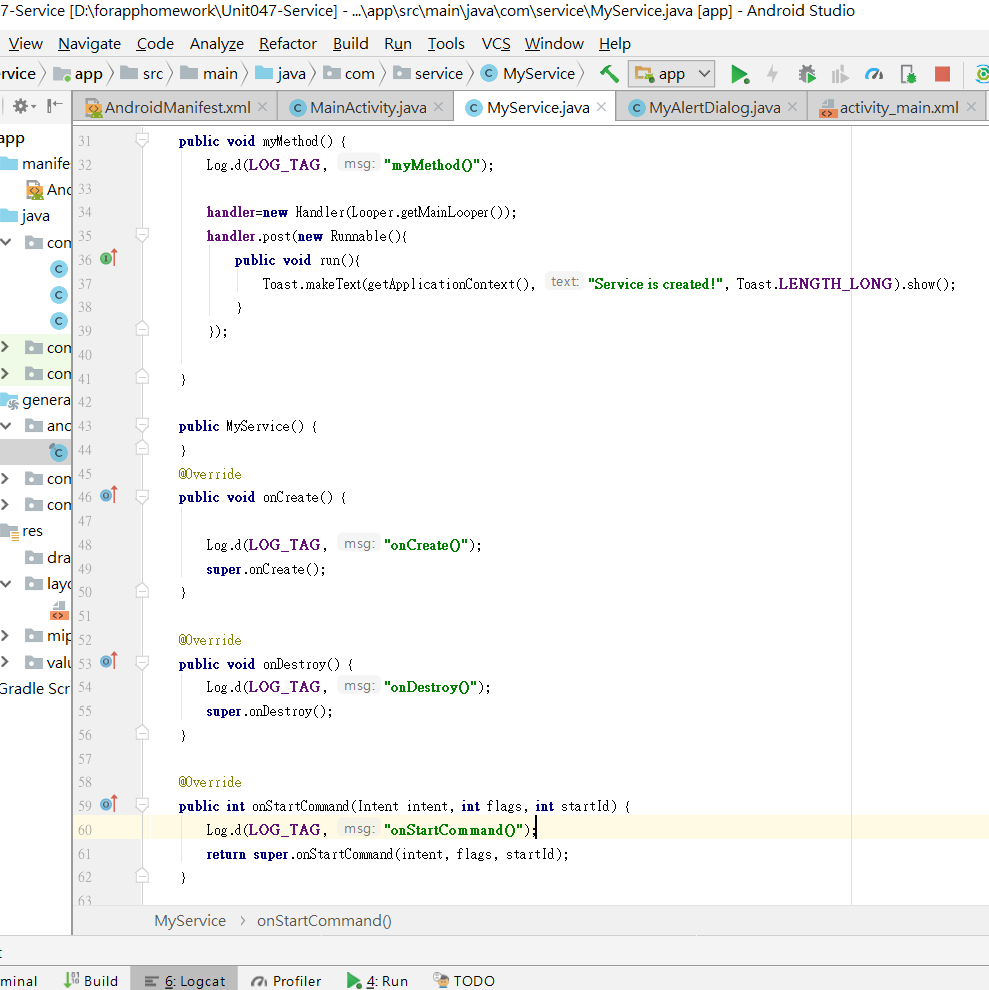 7-Service [D:\forapphomework\Unit047-Service] - ...\app\src\main\java\com\service\MyService.java [app] - Android Studio
View Navigate Code Analyze Refactor Build Run Tools VCS Window Help
rvice app src main java com service MyService app
AndroidManifest.xml MainActivity.java MyService.java MyAlertDialog.java activity_main.xml
app
manife
And
java
com
com
com
genera
and
com
com
res
dra
layo
mip
valu
Gradle Scr
31 public void myMethod() {
32 Log.d(LOG_TAG, msg: "myMethod()");
33
34 handler=new Handler(Looper.getMainLooper());
35 handler.post(new Runnable(){
36 public void run(){
37 Toast.makeText(getApplicationContext(), text: "Service is created!", Toast.LENGTH_LONG).show();
38 }
39 });
40
41 }
42
43 public MyService() {
44 }
45 @Override
46 public void onCreate() {
47
48 Log.d(LOG_TAG, msg: "onCreate()");
49 super.onCreate();
50 }
51
52 @Override
53 public void onDestroy() {
54 Log.d(LOG_TAG, msg: "onDestroy()");
55 super.onDestroy();
56 }
57
58 @Override
59 public int onStartCommand(Intent intent, int flags, int startId) {
60 Log.d(LOG_TAG, msg: "onStartCommand()");
61 return super.onStartCommand(intent, flags, startId);
62 }
63
MyService > onStartCommand()
t
minal Build 6: Logcat Profiler 4: Run TODO